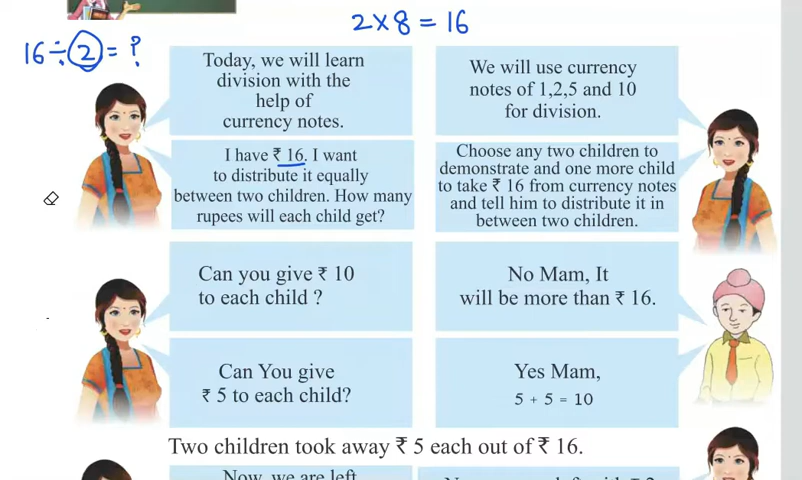 2 × 8 = 16
16 ÷ 2 = ?
Today, we will learn
division with the
help of
currency notes.
We will use currency
notes of 1,2,5 and 10
for division.
I have ₹ 16. I want
to distribute it equally
between two children. How many
rupees will each child get?
Choose any two children to
demonstrate and one more child
to take ₹ 16 from currency notes
and tell him to distribute it in
between two children.
Can you give ₹ 10
to each child ?
No Mam, It
will be more than ₹ 16.
Can You give
₹ 5 to each child?
Yes Mam,
5 + 5 = 10
Two children took away ₹ 5 each out of ₹ 16.
Now, we are left